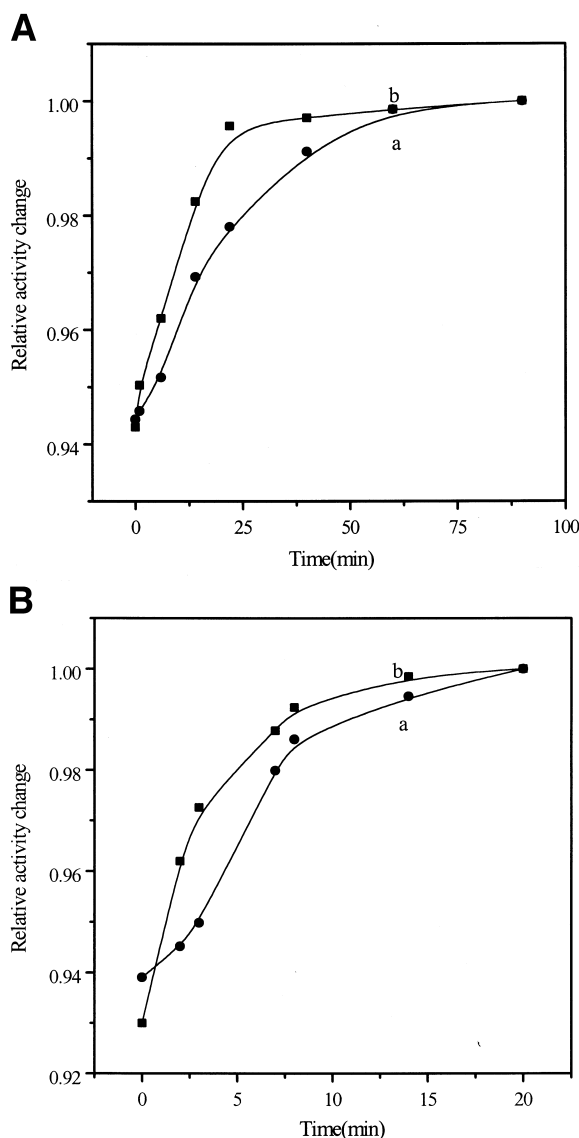 A
Relative activity change
1.00
0.98
0.96
0.94
b
a
0 25 50 75 100
Time(min)
B
Relative activity change
1.00
0.98
0.96
0.94
0.92
b
a
0 5 10 15 20
Time(min)